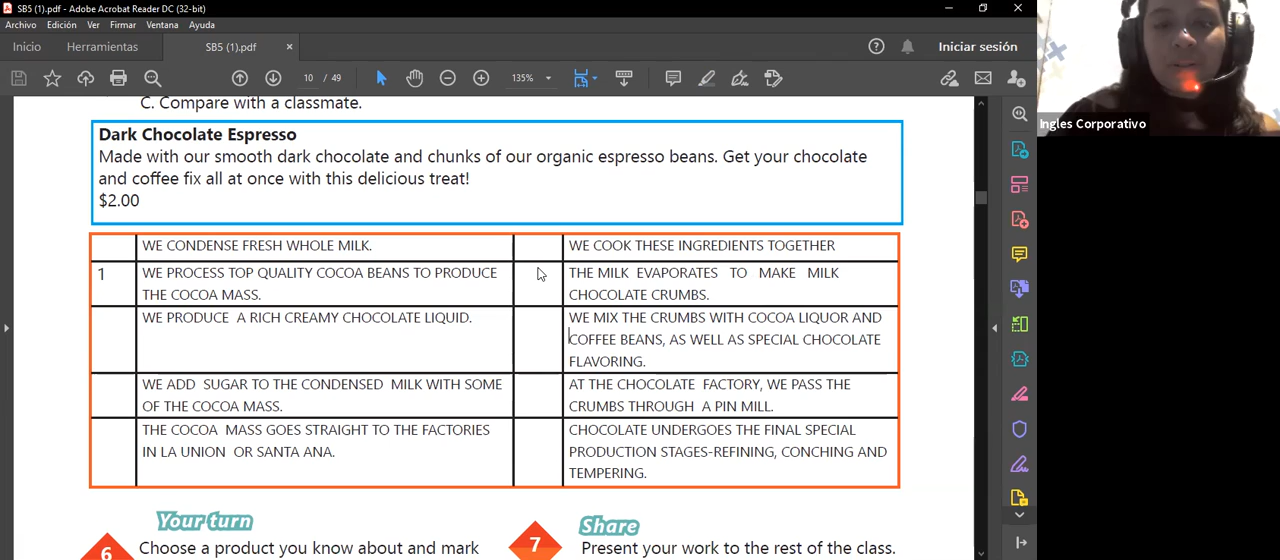 SB5 (1).pdf - Adobe Acrobat Reader DC (32-bit)
Archivo Edición Ver Firmar Ventana Ayuda
Inicio Herramientas SB5 (1).pdf × Iniciar sesión
10 / 49 135%
C. Compare with a classmate.
Dark Chocolate Espresso
Made with our smooth dark chocolate and chunks of our organic espresso beans. Get your chocolate
and coffee fix all at once with this delicious treat!
$2.00
WE CONDENSE FRESH WHOLE MILK.
WE COOK THESE INGREDIENTS TOGETHER
1 WE PROCESS TOP QUALITY COCOA BEANS TO PRODUCE
THE COCOA MASS.
THE MILK EVAPORATES TO MAKE MILK
CHOCOLATE CRUMBS.
WE PRODUCE A RICH CREAMY CHOCOLATE LIQUID.
WE MIX THE CRUMBS WITH COCOA LIQUOR AND
COFFEE BEANS, AS WELL AS SPECIAL CHOCOLATE
FLAVORING.
WE ADD SUGAR TO THE CONDENSED MILK WITH SOME
OF THE COCOA MASS.
AT THE CHOCOLATE FACTORY, WE PASS THE
CRUMBS THROUGH A PIN MILL.
THE COCOA MASS GOES STRAIGHT TO THE FACTORIES
IN LA UNION OR SANTA ANA.
CHOCOLATE UNDERGOES THE FINAL SPECIAL
PRODUCTION STAGES-REFINING, CONCHING AND
TEMPERING.
Your turn
6 Choose a product you know about and mark
Share
7 Present your work to the rest of the class.
Ingles Corporativo